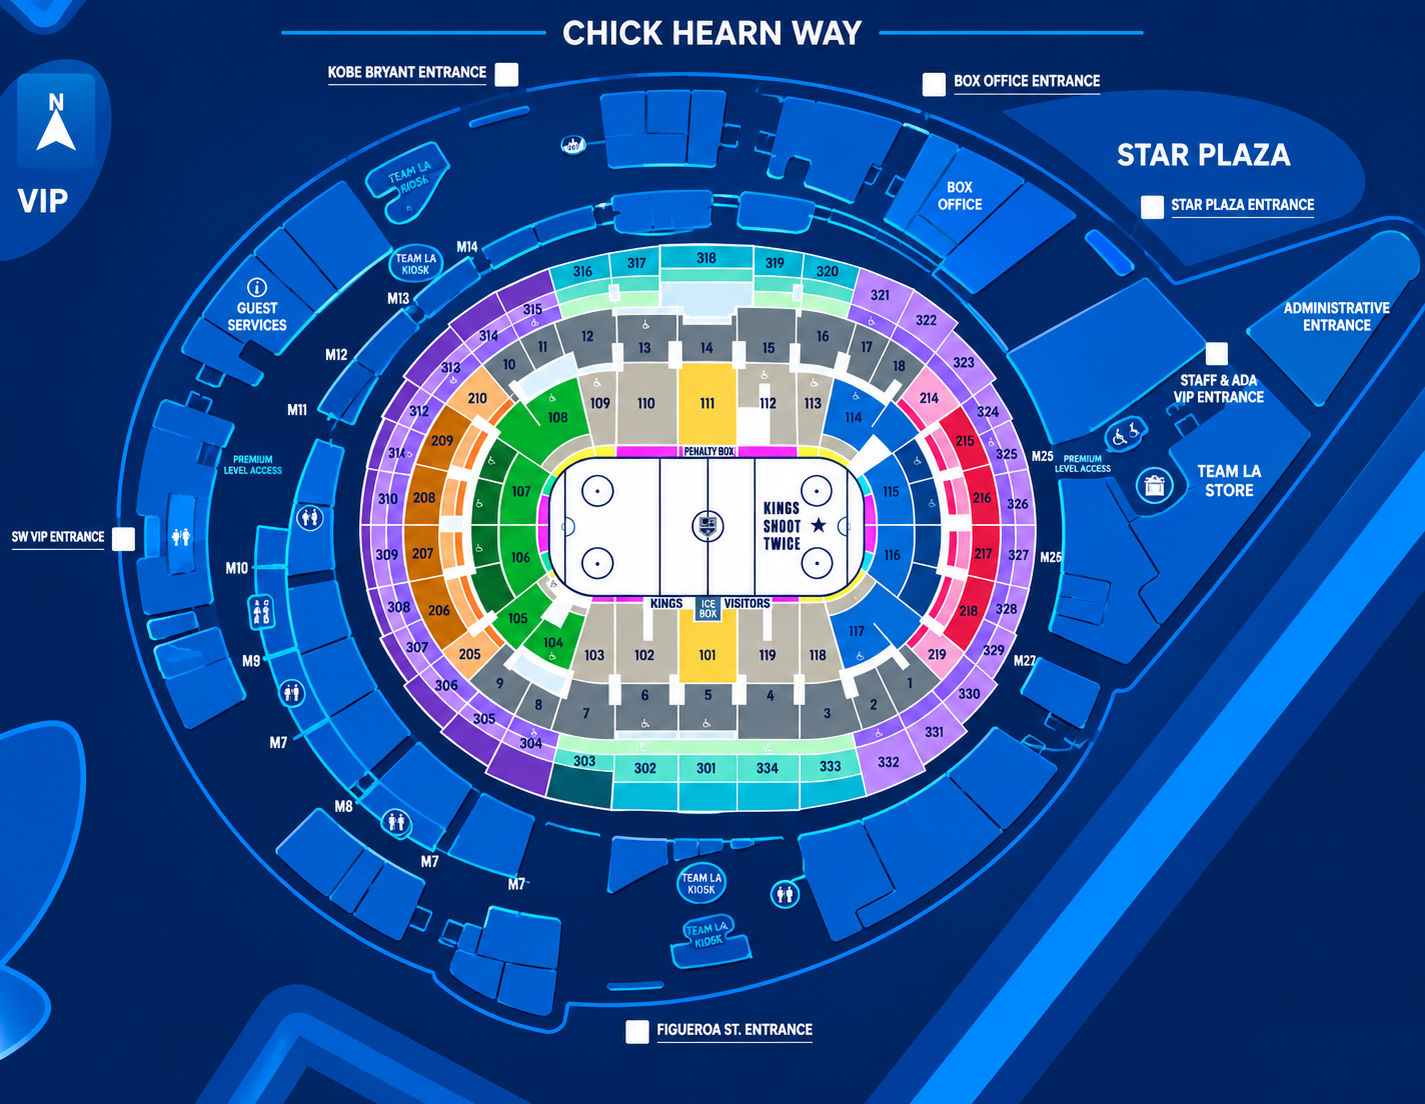 CHICK HEARN WAY
KOBE BRYANT ENTRANCE
BOX OFFICE ENTRANCE
N
VIP
STAR PLAZA
STAR PLAZA ENTRANCE
TEAM LA
KIOSK
BOX
OFFICE
M14
TEAM LA
KIOSK
M13
GUEST
SERVICES
M12
M11
ADMINISTRATIVE
ENTRANCE
STAFF & ADA
VIP ENTRANCE
PREMIUM
LEVEL ACCESS
M25
PREMIUM
LEVEL ACCESS
TEAM LA
STORE
SW VIP ENTRANCE
M10
M26
M9
M27
M7
M8
M7
M7
316 317 318 319 320
315 321
314 322
313 323
312 324
314 325
310 326
309 327
308 328
307 329
306 330
305 331
304 332
303 302 301 334 333
10 11 12 13 14 15 16 17 18
210 214
209 215
208 216
207 217
206 218
205 219
108 109 110 111 112 113 114
107 115
106 116
105 117
104 103 102 101 119 118
9 8 7 6 5 4 3 2 1
PENALTY BOX
KINGS
SHOOT
TWICE
KINGS
ICE
BOX
VISITORS
TEAM LA
KIOSK
TEAM LA
KIOSK
FIGUEROA ST. ENTRANCE